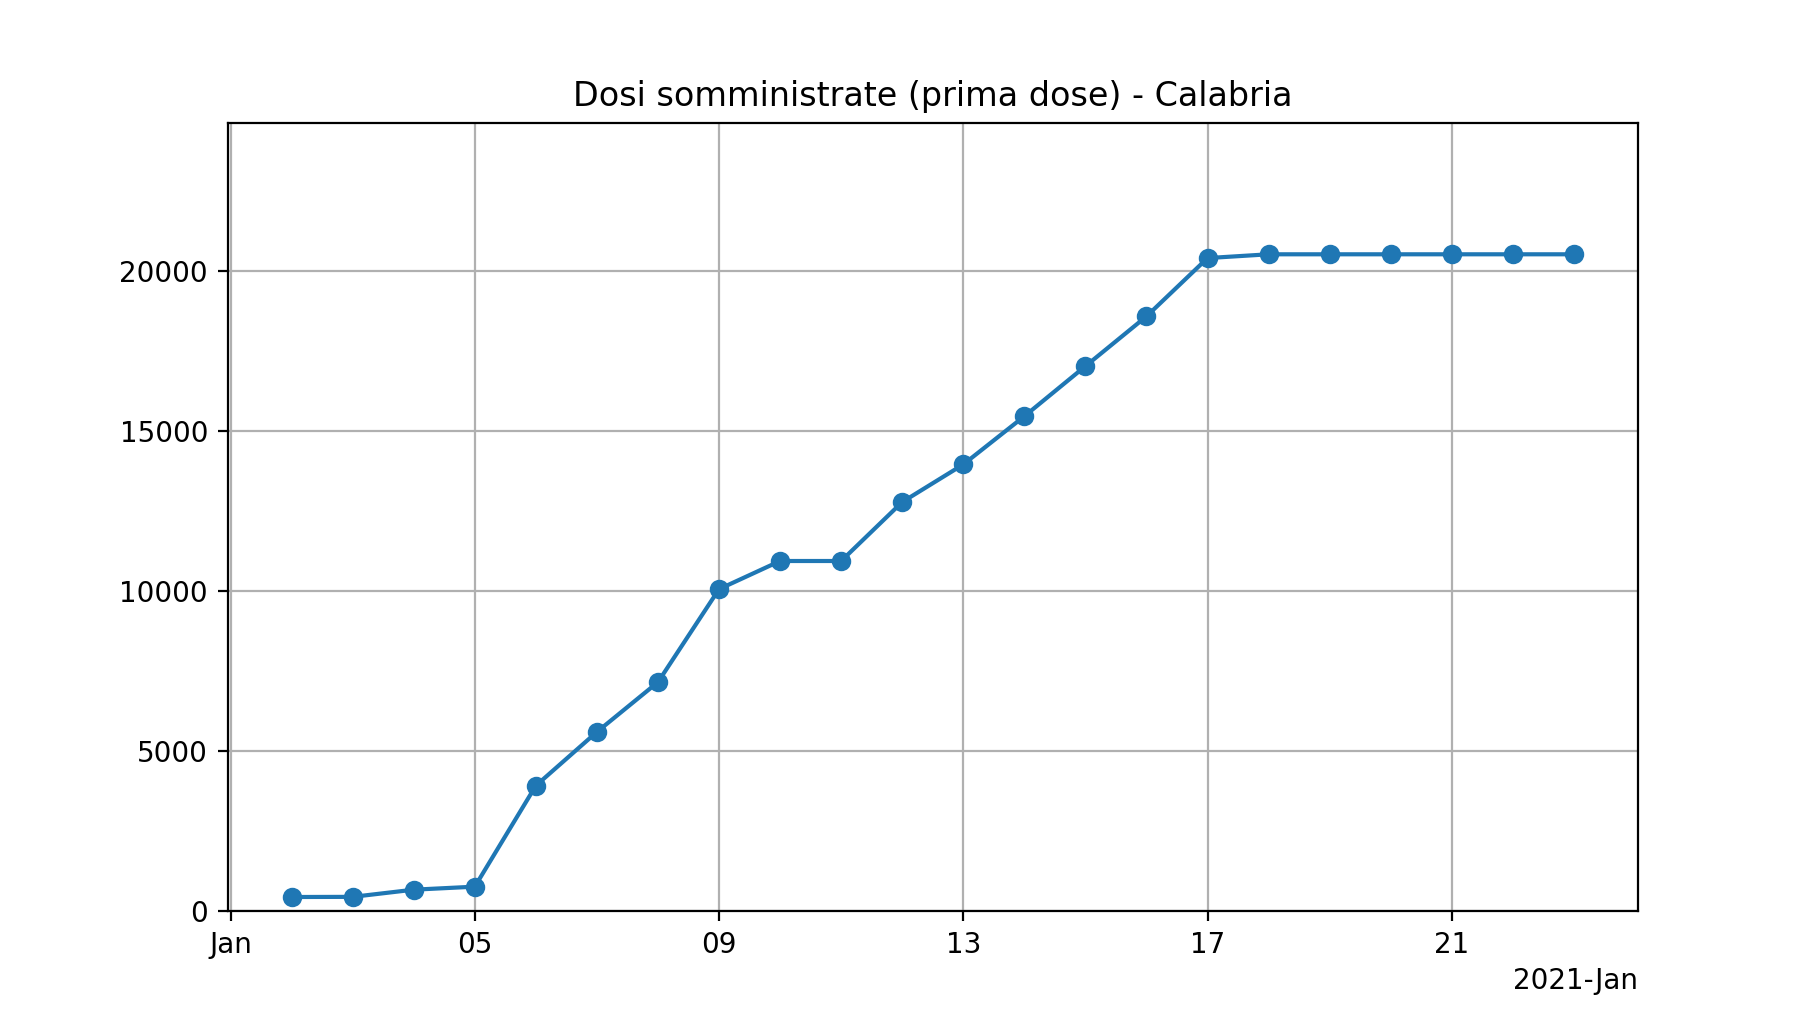 Dosi somministrate (prima dose) - Calabria
20000
15000
10000
5000
0
Jan 05 09 13 17 21
2021-Jan